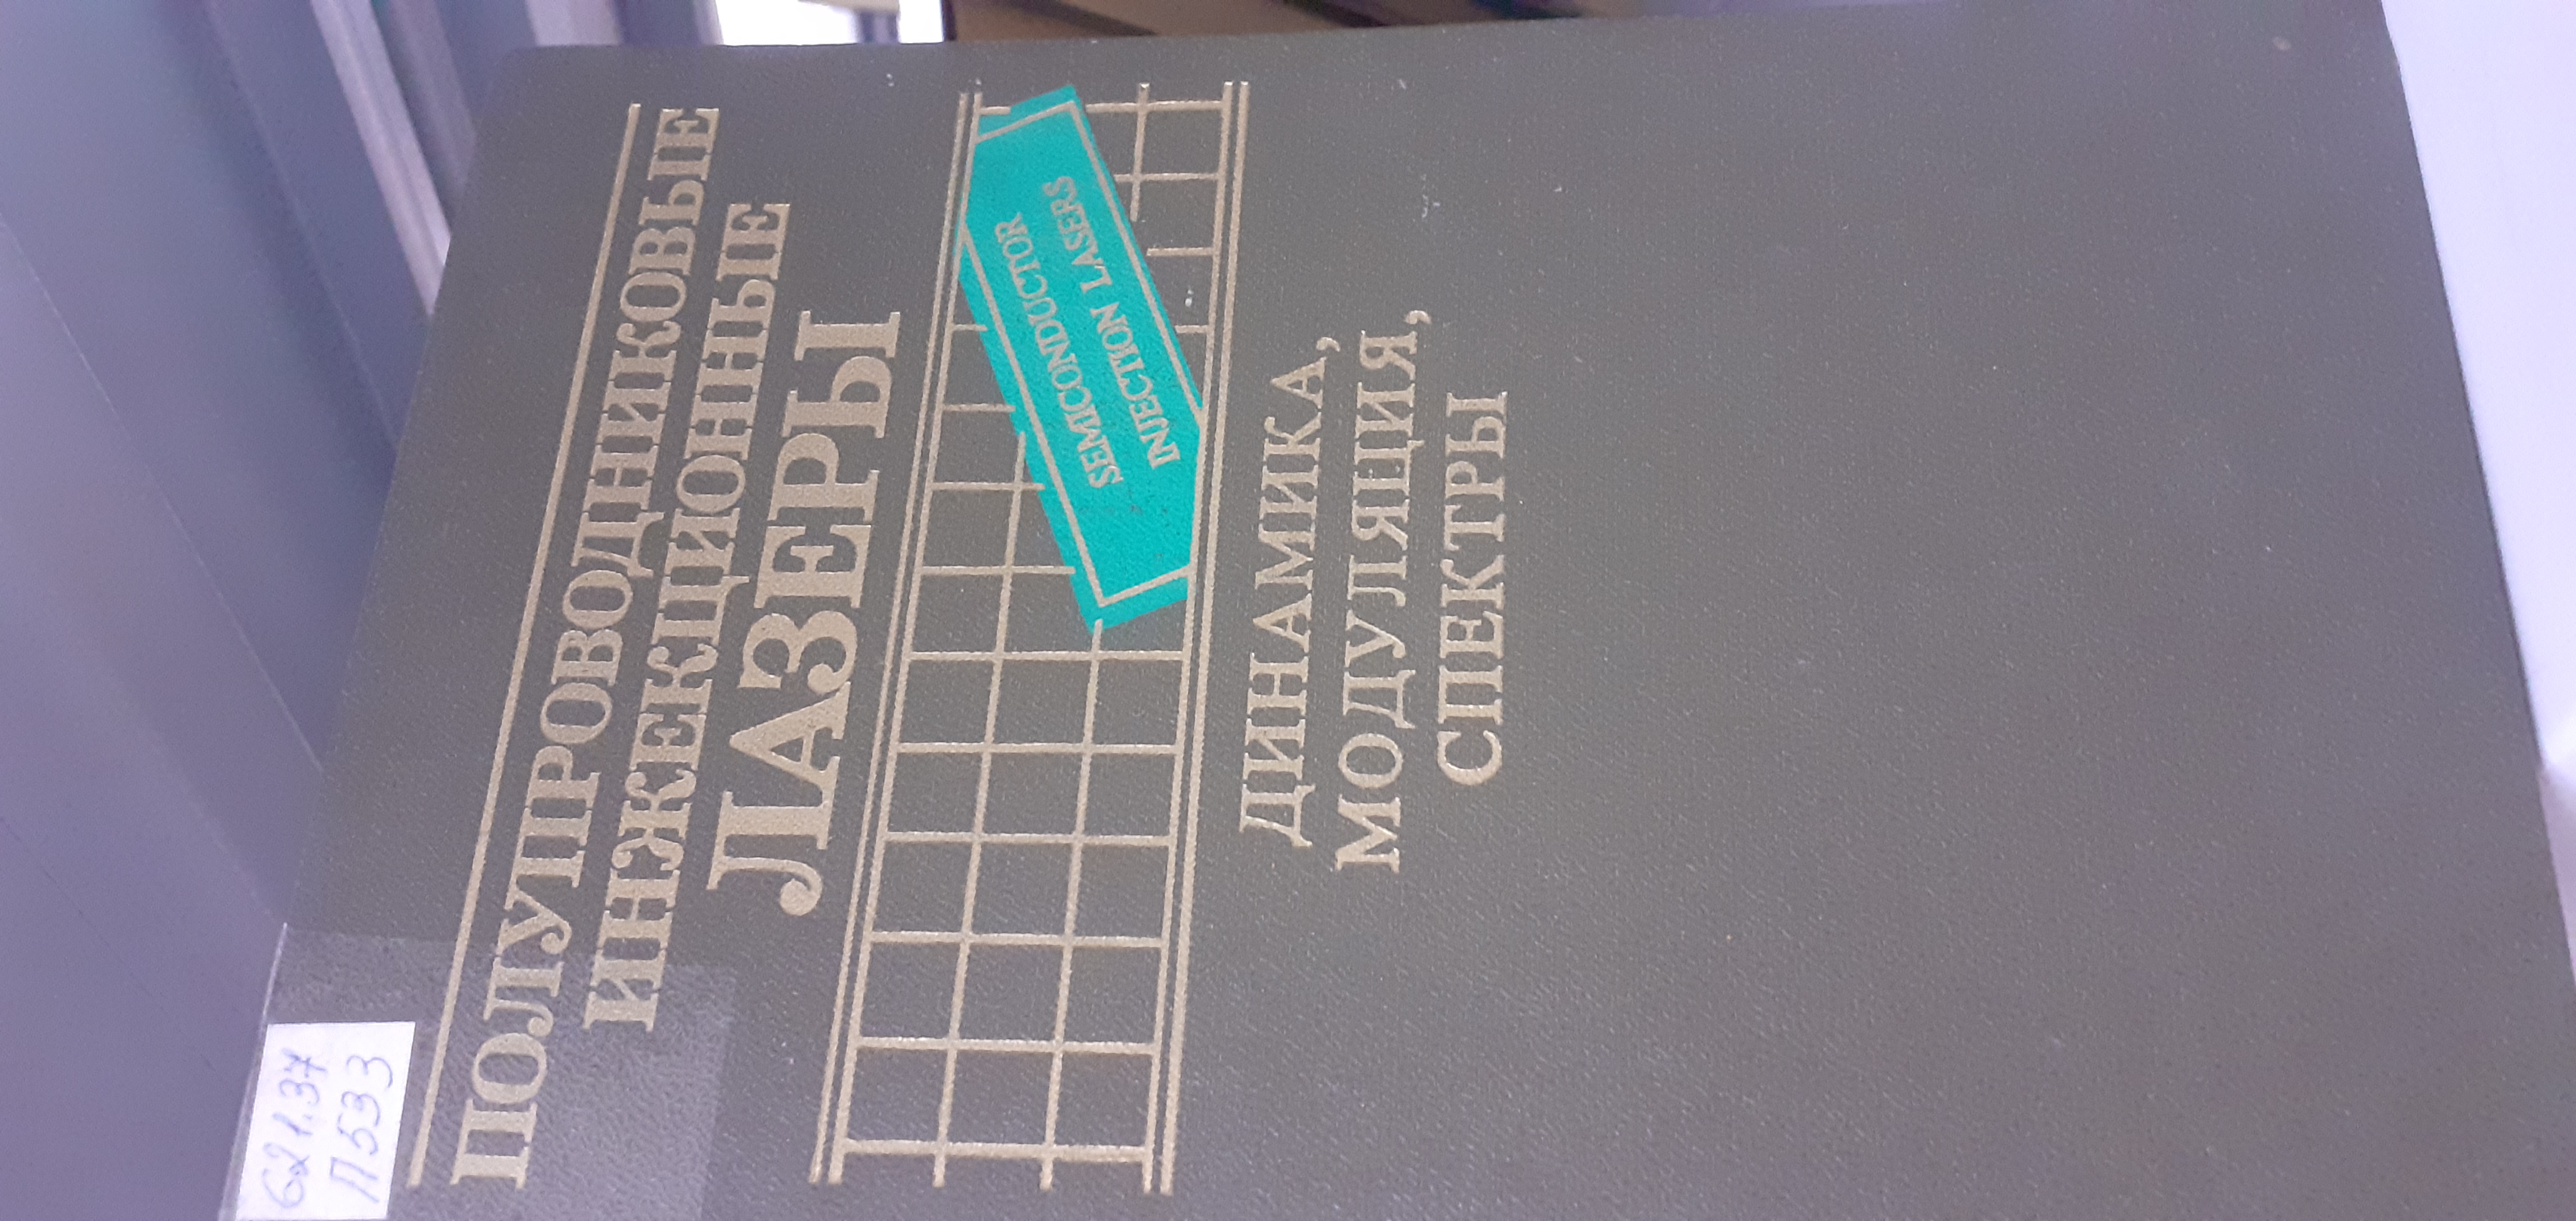 621.37
П533
ПОЛУПРОВОДНИКОВЫЕ
ИНЖЕКЦИОННЫЕ
ЛАЗЕРЫ
SEMICONDUCTOR
INJECTION LASERS
ДИНАМИКА,
МОДУЛЯЦИЯ,
СПЕКТРЫ